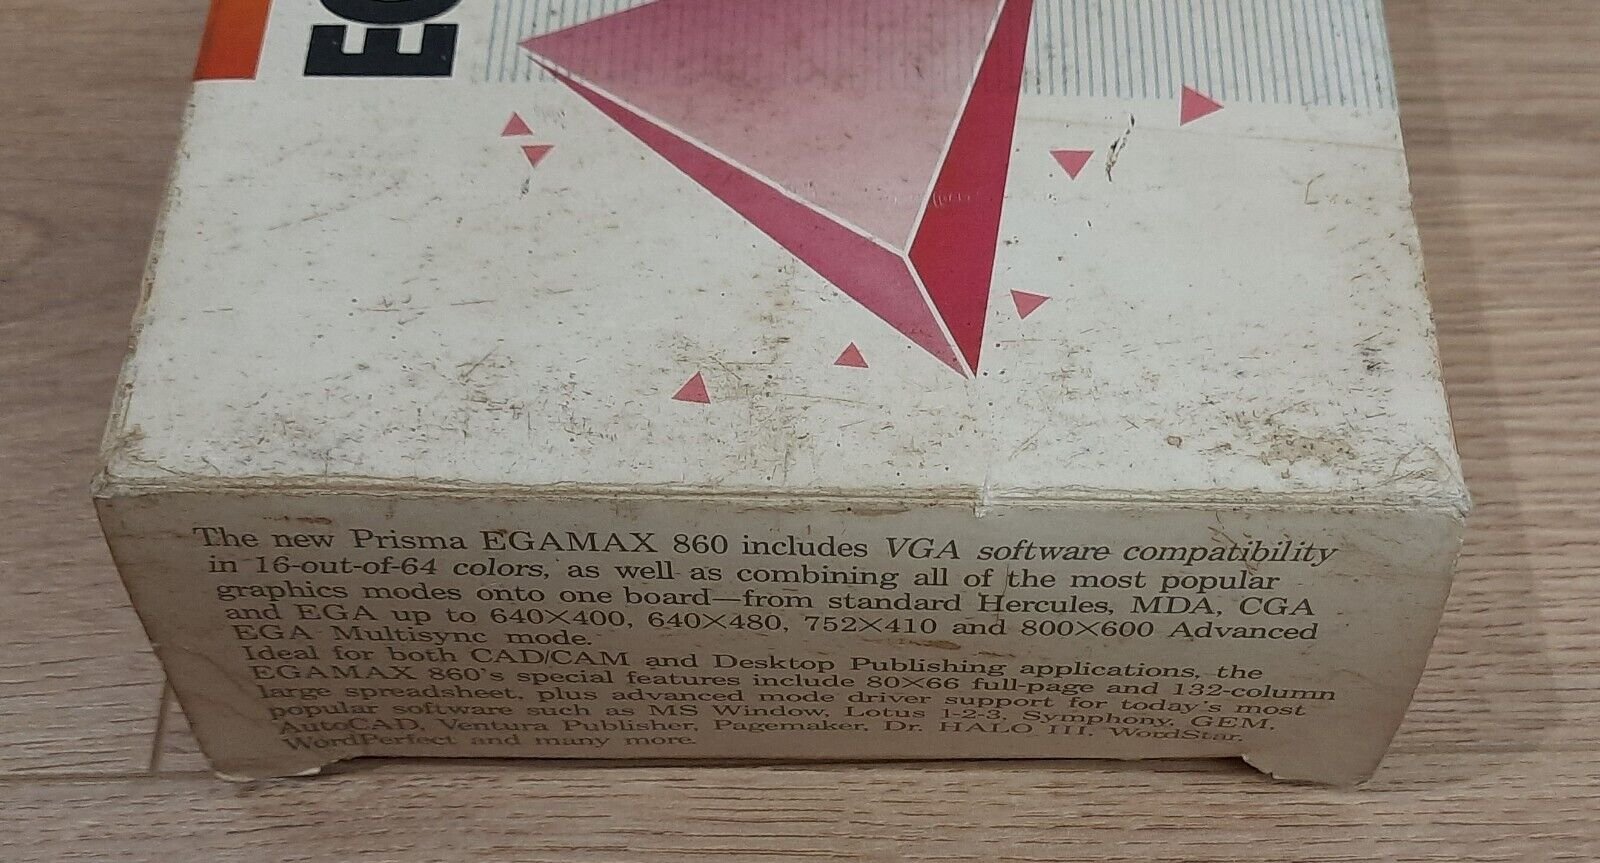 EG
The new Prisma EGAMAX 860 includes VGA software compatibility
in 16-out-of-64 colors, as well as combining all of the most popular
graphics modes onto one board—from standard Hercules, MDA, CGA
and EGA up to 640×400, 640×480, 752×410 and 800×600 Advanced
EGA Multisync mode.
Ideal for both CAD/CAM and Desktop Publishing applications, the
EGAMAX 860's special features include 80×66 full-page and 132-column
large spreadsheet, plus advanced mode driver support for today's most
popular software such as MS Window, Lotus 1-2-3, Symphony, GEM,
AutoCAD, Ventura Publisher, Pagemaker, Dr. HALO III, WordStar,
WordPerfect and many more.